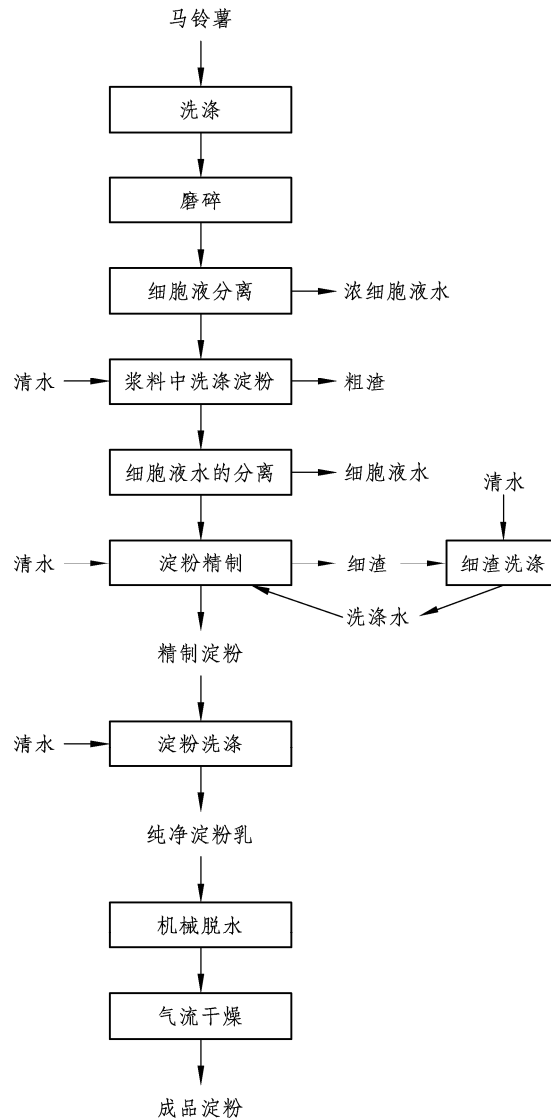 马铃薯
洗涤
磨碎
细胞液分离
浓细胞液水
清水
浆料中洗涤淀粉
粗渣
细胞液水的分离
细胞液水
清水
清水
淀粉精制
细渣
细渣洗涤
洗涤水
精制淀粉
清水
淀粉洗涤
纯净淀粉乳
机械脱水
气流干燥
成品淀粉